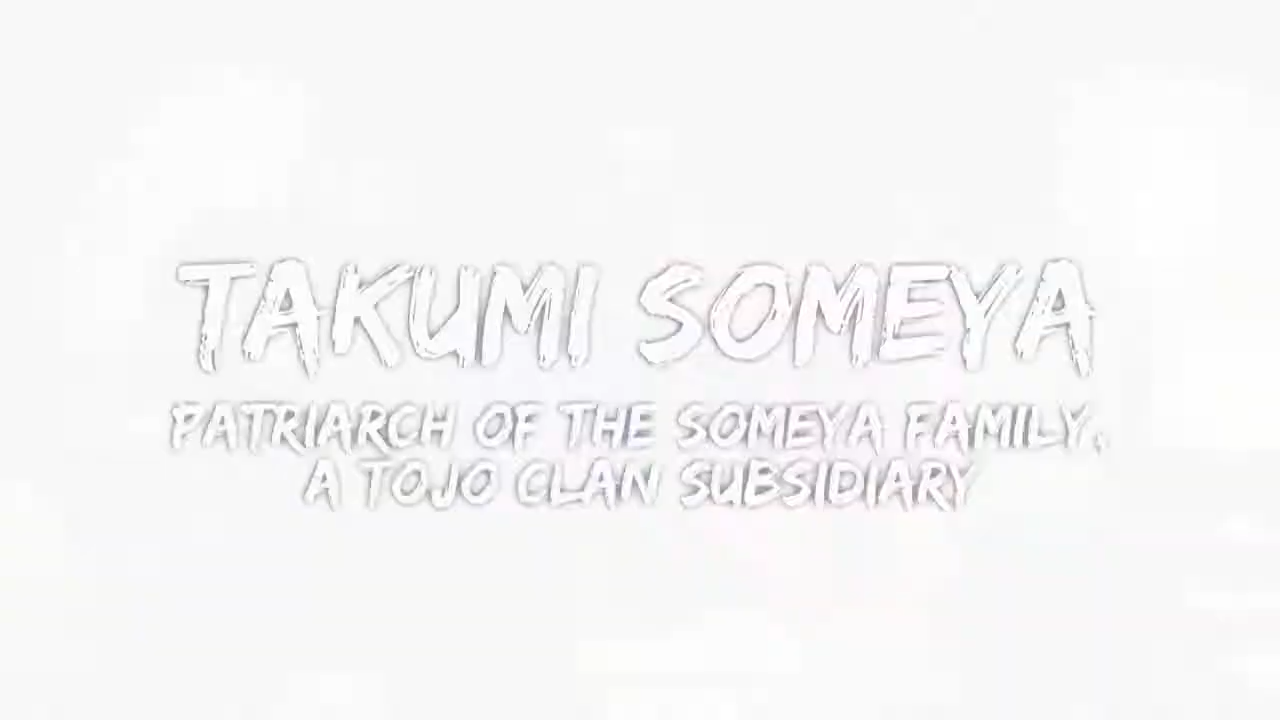 TAKUMI SOMEYA
PATRIARCH OF THE SOMEYA FAMILY,
A TOJO CLAN SUBSIDIARY